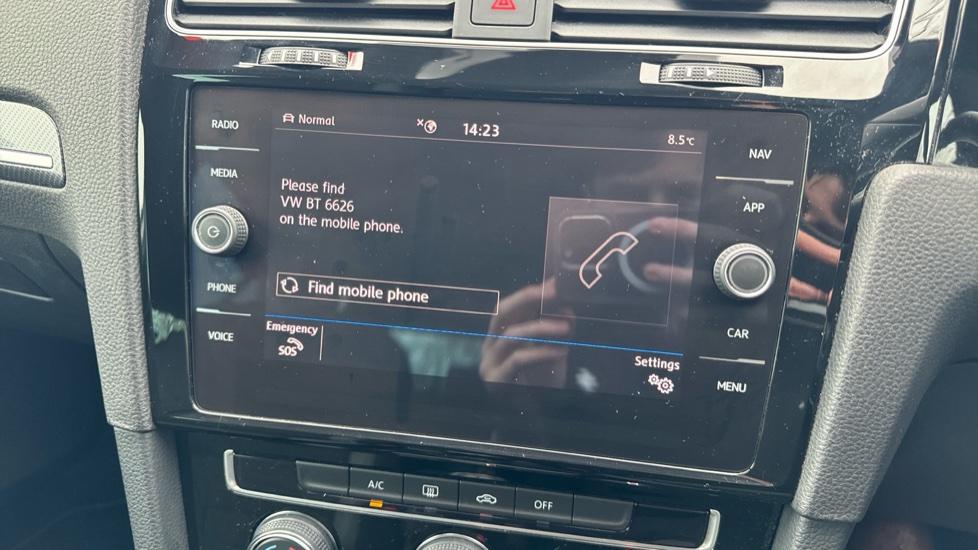 RADIO
MEDIA
PHONE
VOICE
Normal
14:23
8.5°C
Please find
VW BT 6626
on the mobile phone.
Find mobile phone
Emergency
SOS
Settings
NAV
APP
CAR
MENU
A/C
OFF